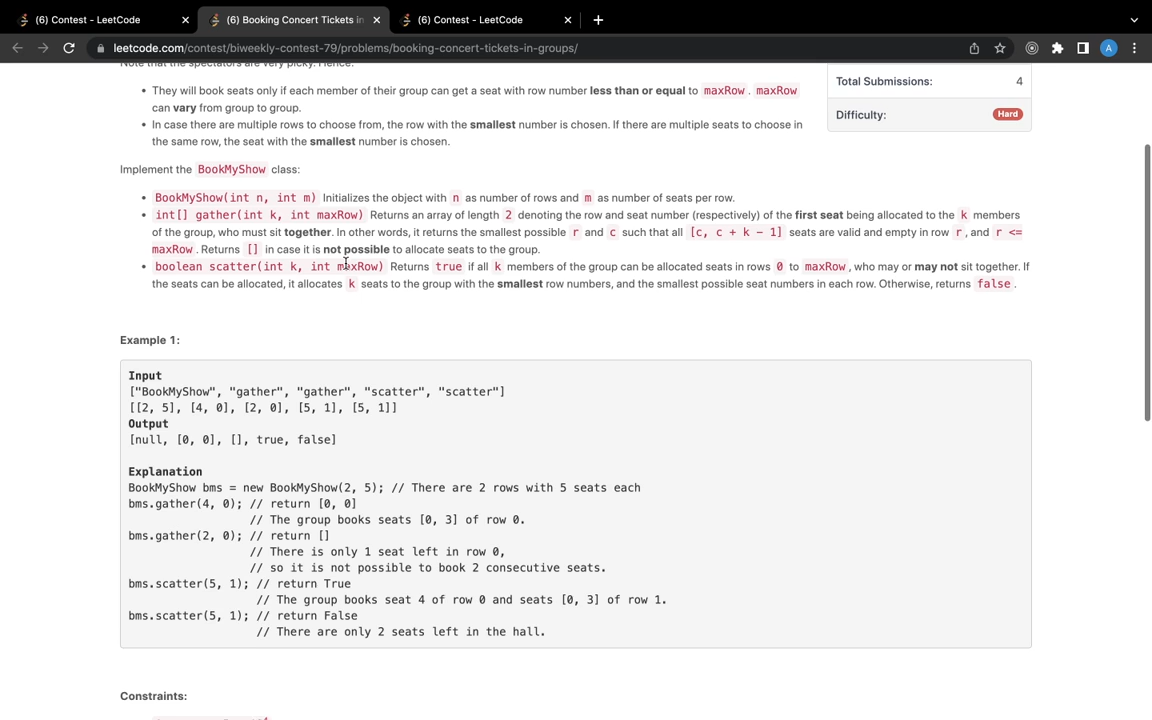 (6) Contest - LeetCode
(6) Booking Concert Tickets in
(6) Contest - LeetCode
leetcode.com/contest/biweekly-contest-79/problems/booking-concert-tickets-in-groups/
A
Note that the spectators are very picky. Hence:
Total Submissions: 4
They will book seats only if each member of their group can get a seat with row number less than or equal to maxRow. maxRow
can vary from group to group.
Difficulty: Hard
In case there are multiple rows to choose from, the row with the smallest number is chosen. If there are multiple seats to choose in
the same row, the seat with the smallest number is chosen.
Implement the BookMyShow class:
BookMyShow(int n, int m) Initializes the object with n as number of rows and m as number of seats per row.
int[] gather(int k, int maxRow) Returns an array of length 2 denoting the row and seat number (respectively) of the first seat being allocated to the k members
of the group, who must sit together. In other words, it returns the smallest possible r and c such that all [c, c + k - 1] seats are valid and empty in row r, and r <=
maxRow. Returns [] in case it is not possible to allocate seats to the group.
boolean scatter(int k, int maxRow) Returns true if all k members of the group can be allocated seats in rows 0 to maxRow, who may or may not sit together. If
the seats can be allocated, it allocates k seats to the group with the smallest row numbers, and the smallest possible seat numbers in each row. Otherwise, returns false.
Example 1:
Input
["BookMyShow", "gather", "gather", "scatter", "scatter"]
[[2, 5], [4, 0], [2, 0], [5, 1], [5, 1]]
Output
[null, [0, 0], [], true, false]
Explanation
BookMyShow bms = new BookMyShow(2, 5); // There are 2 rows with 5 seats each
bms.gather(4, 0); // return [0, 0]
// The group books seats [0, 3] of row 0.
bms.gather(2, 0); // return []
// There is only 1 seat left in row 0,
// so it is not possible to book 2 consecutive seats.
bms.scatter(5, 1); // return True
// The group books seat 4 of row 0 and seats [0, 3] of row 1.
bms.scatter(5, 1); // return False
// There are only 2 seats left in the hall.
Constraints: